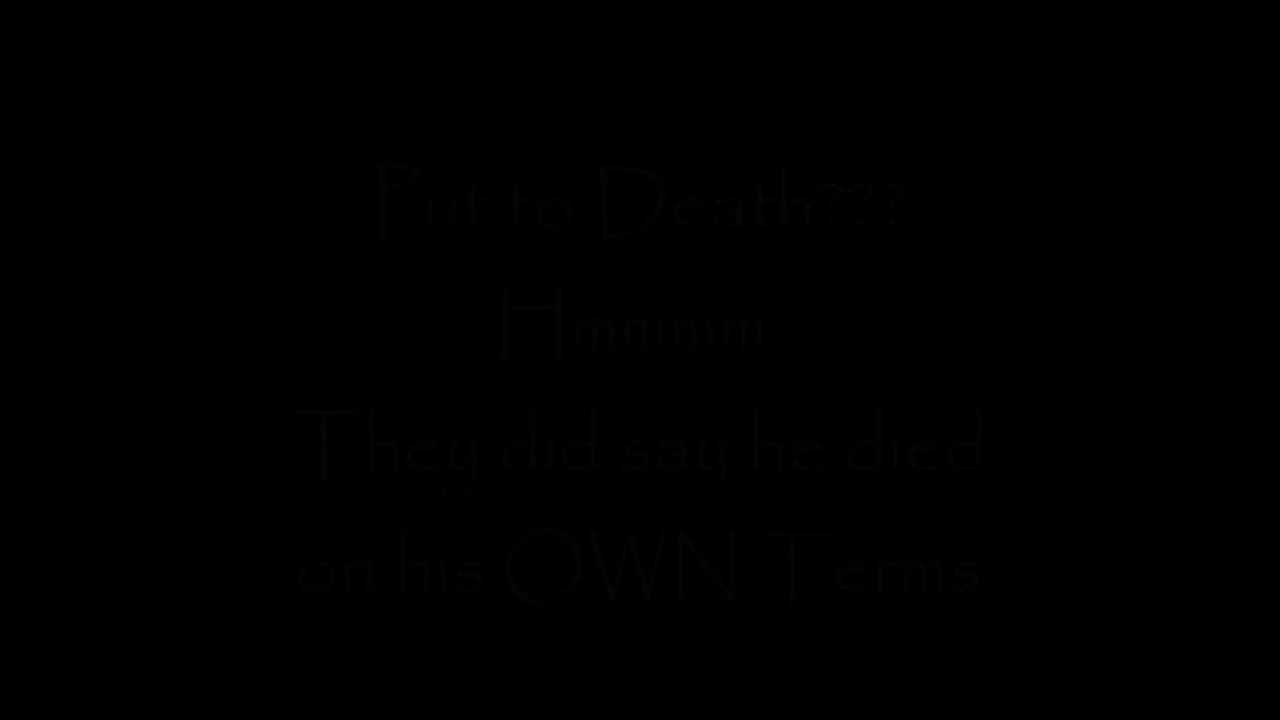 Put to Death???
Hmmmm.
They did say he died
on his OWN Terms